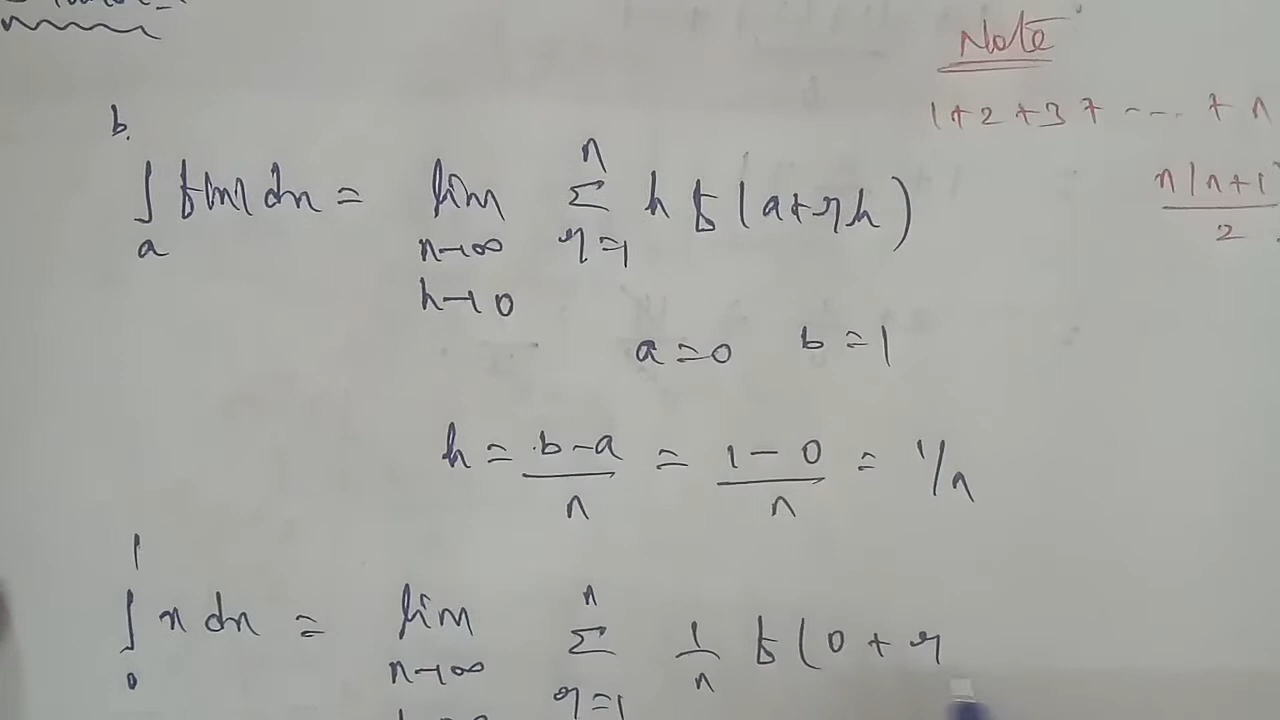 Note
1+2+3+ --- + n
n(n+1)
2
b
∫ f(x) dx = lim Σ h f(a+rh)
a n→∞ r=1 n
h→0
a=0 b=1
h = b-a/n = 1-0/n = 1/n
1
∫ x dx = lim Σ 1/n f(0+r
0 n→∞ r=1 n